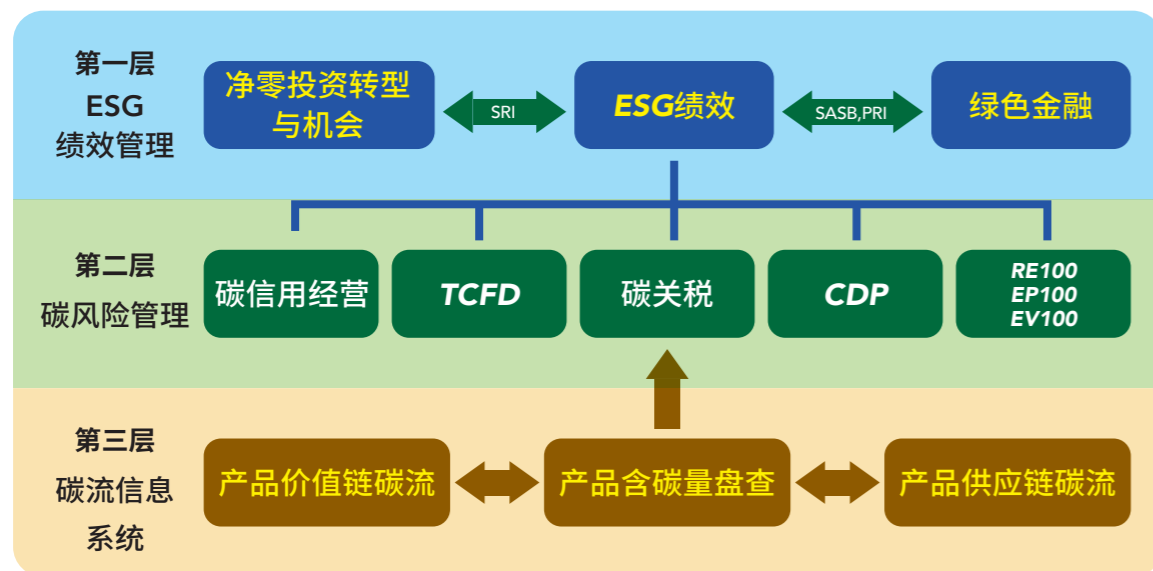 第一层
ESG
绩效管理
净零投资转型
与机会
SRI
ESG绩效
SASB,PRI
绿色金融
第二层
碳风险管理
碳信用经营
TCFD
碳关税
CDP
RE100
EP100
EV100
第三层
碳流信息
系统
产品价值链碳流
产品含碳量盘查
产品供应链碳流